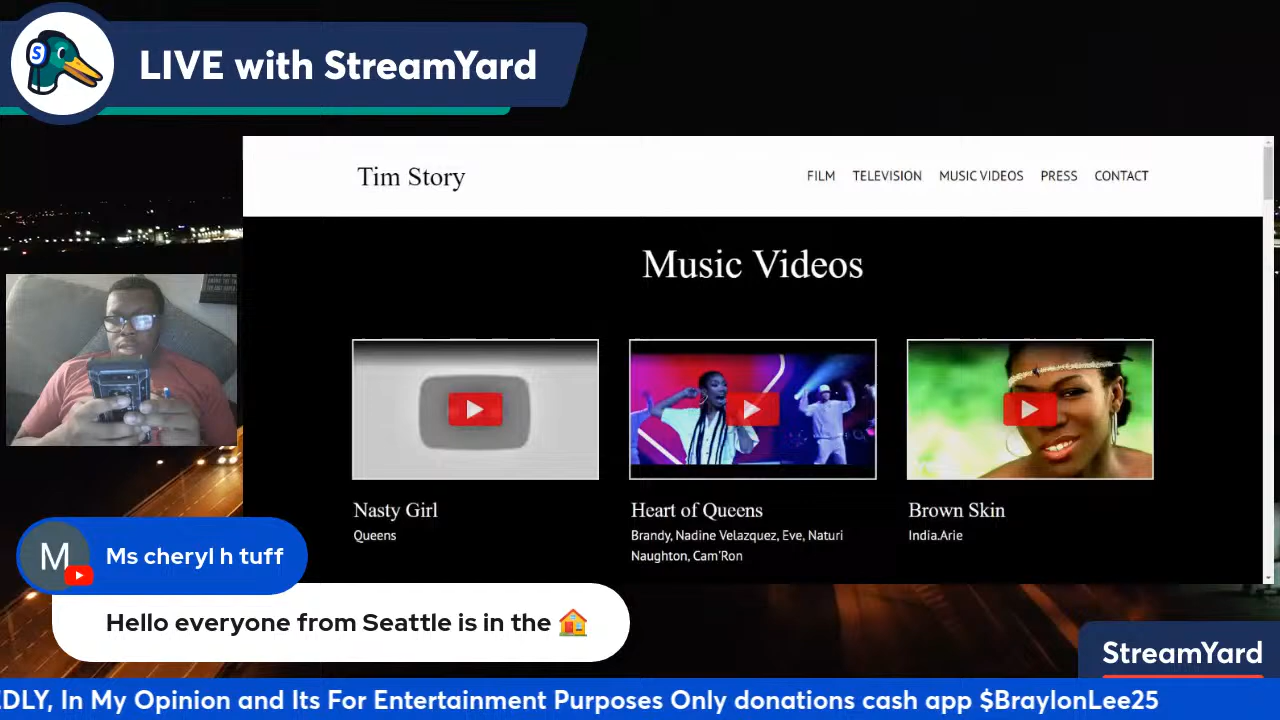 S
LIVE with StreamYard
Tim Story
FILM TELEVISION MUSIC VIDEOS PRESS CONTACT
Music Videos
Nasty Girl
Queens
Heart of Queens
Brandy, Nadine Velazquez, Eve, Naturi
Naughton, Cam'Ron
Brown Skin
India.Arie
M
Ms cheryl h tuff
Hello everyone from Seattle is in the 🏠
StreamYard
EDLY, In My Opinion and Its For Entertainment Purposes Only donations cash app $BraylonLee25